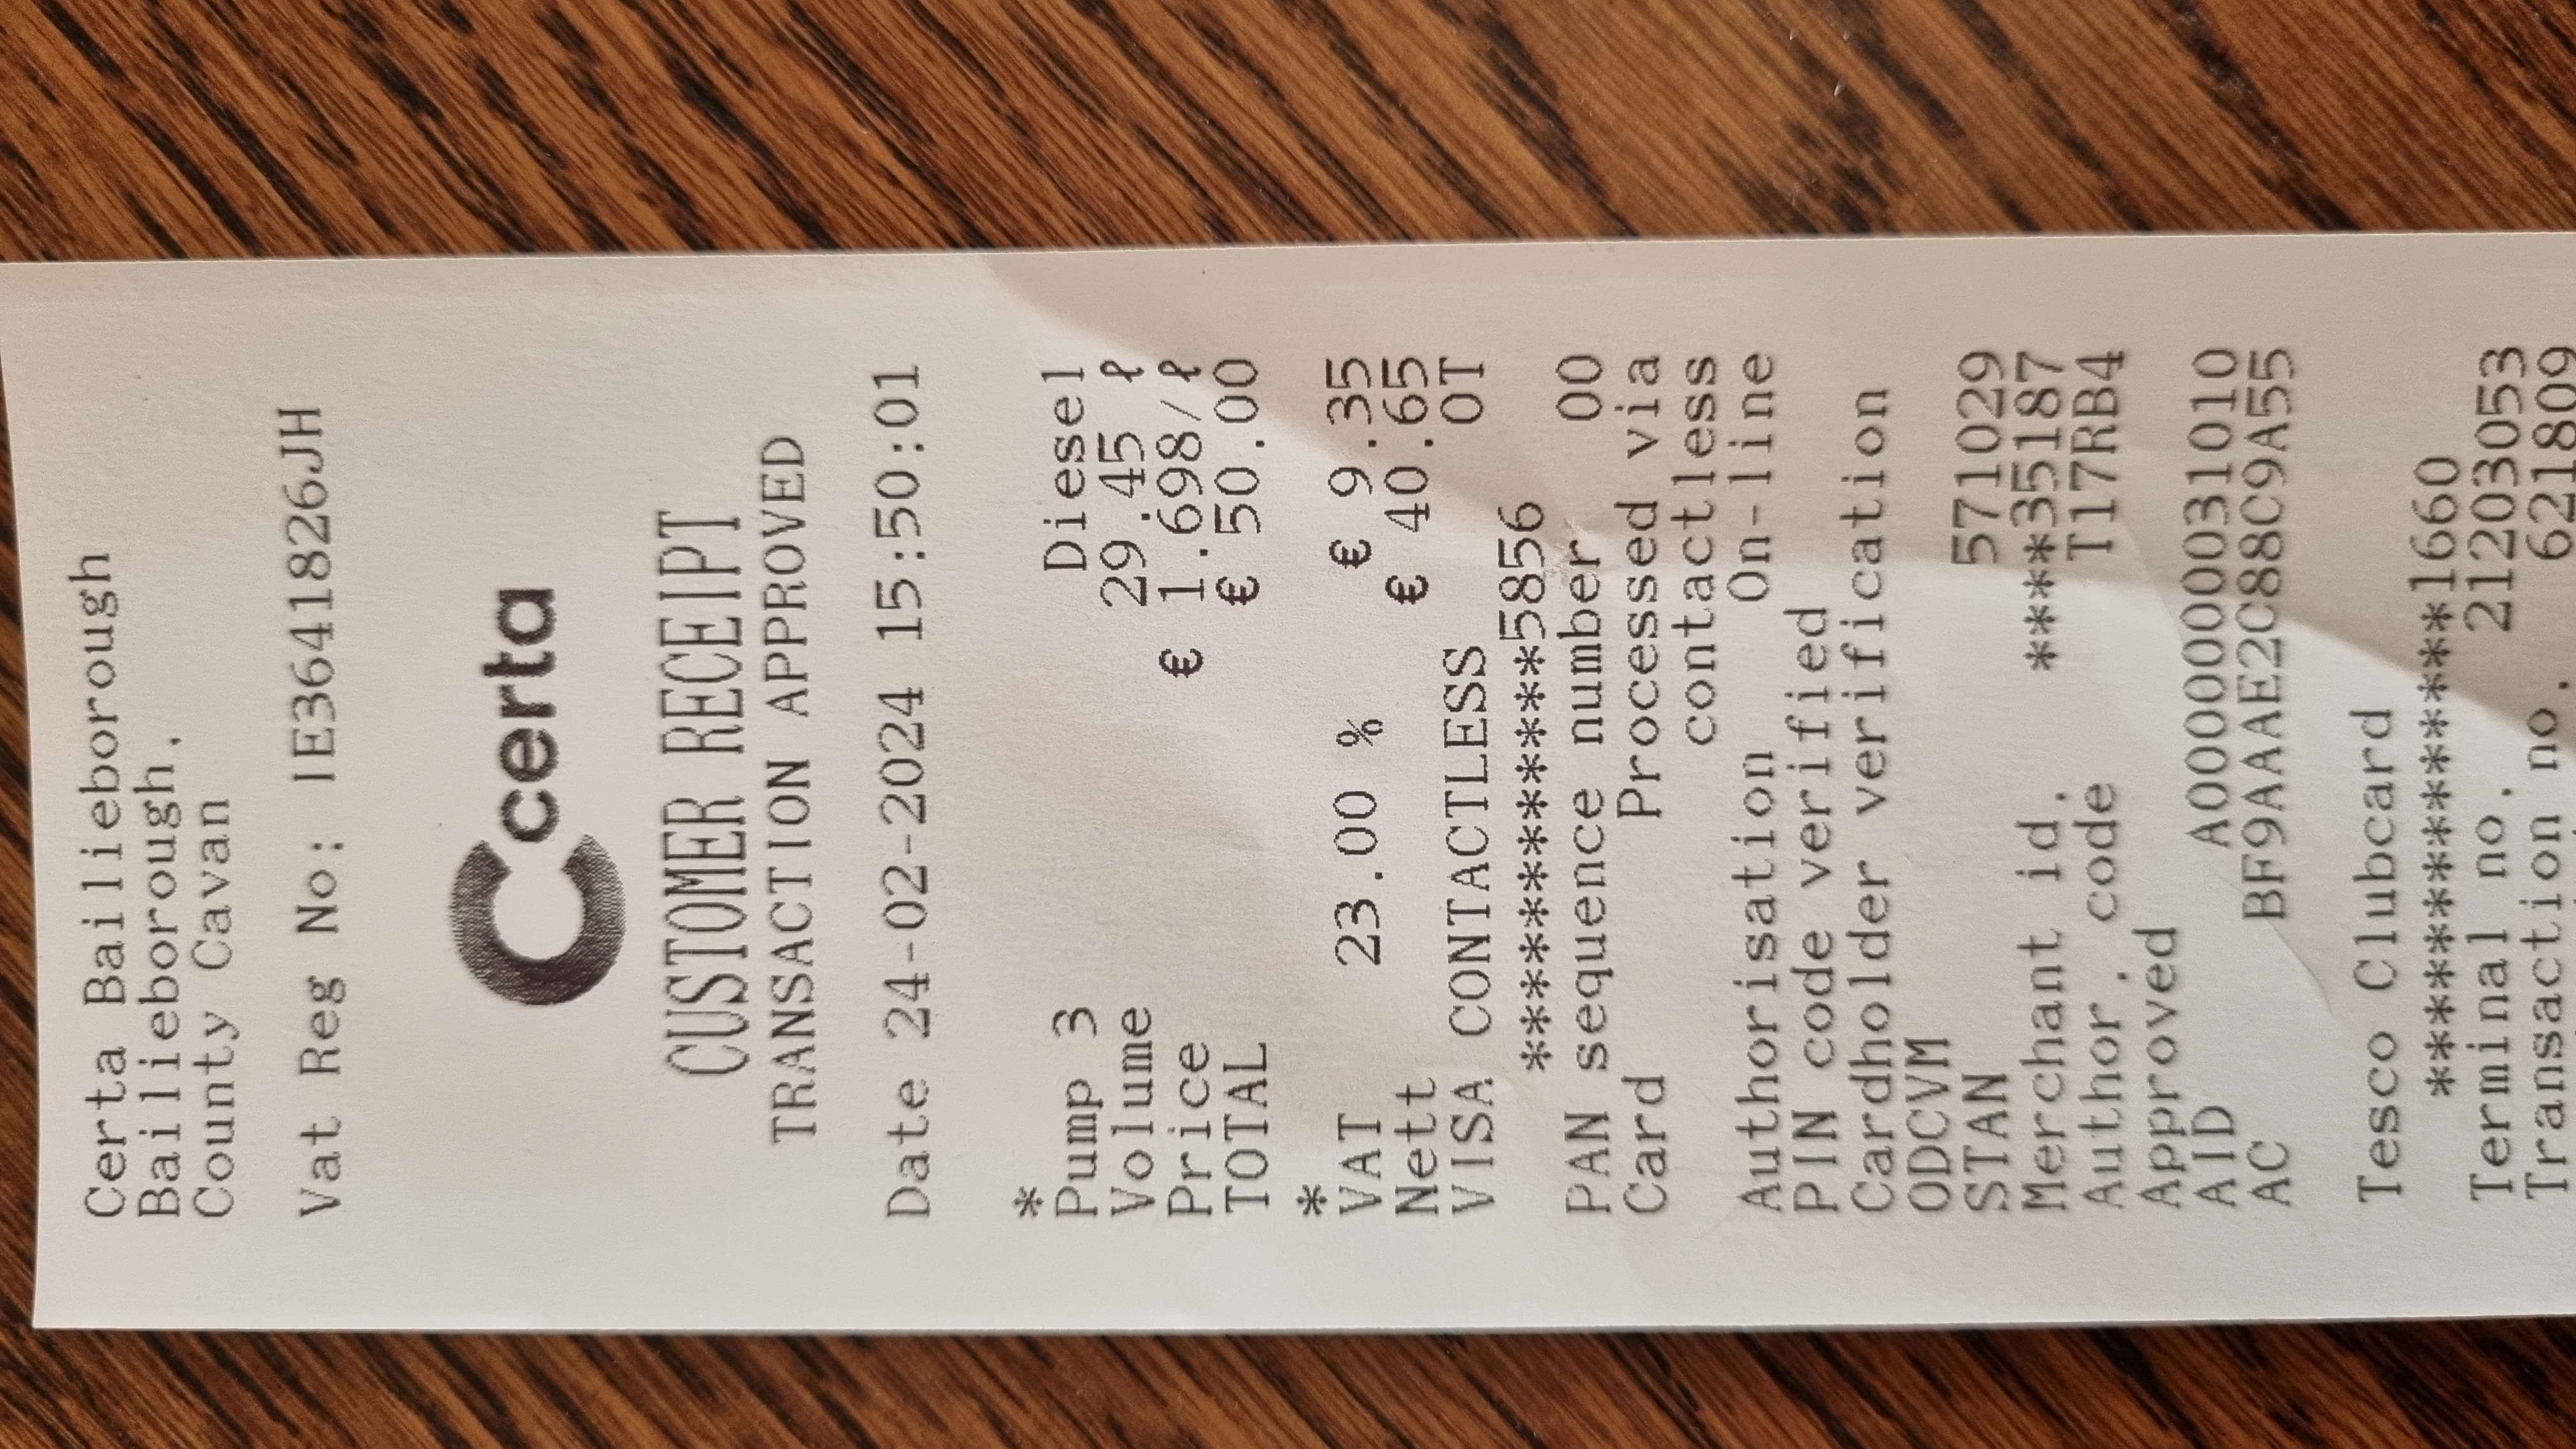 Certa Bailieborough
Bailieborough,
County Cavan
Vat Reg No: IE3641826JH
certa
CUSTOMER RECEIPT
TRANSACTION APPROVED
Date 24-02-2024 15:50:01
*
Pump 3 Diesel
Volume 29.45 ℓ
Price € 1.698/ℓ
TOTAL € 50.00
*
VAT 23.00 % € 9.35
Nett € 40.65
VISA CONTACTLESS OT
************5856
PAN sequence number 00
Card Processed via
contactless
Authorisation On-line
PIN code verified
Cardholder verification
ODCVM
STAN 571029
Merchant id. ****35187
Author. code T17RB4
Approved
AID A0000000031010
AC BF9AAAE2C88C9A55
Tesco Clubcard
**************1660
Terminal no. 21203053
Transaction no. 621809